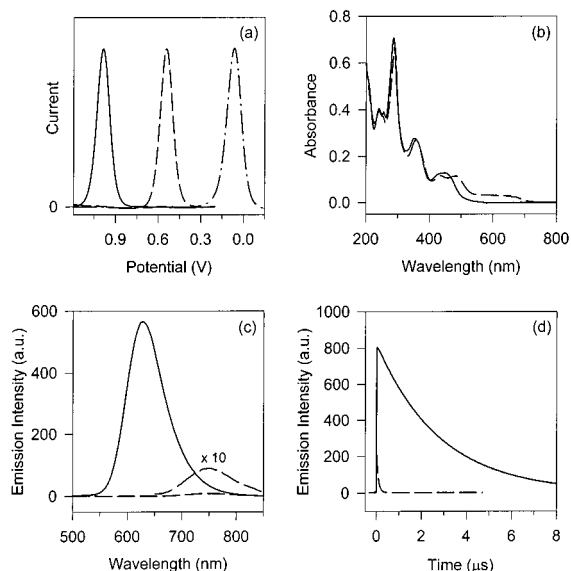 (a)
Current
0
0.9 0.6 0.3 0.0
Potential (V)
(b)
Absorbance
0.8
0.6
0.4
0.2
0.0
200 400 600 800
Wavelength (nm)
(c)
Emission Intensity (a.u.)
600
400
200
0
x 10
500 600 700 800
Wavelength (nm)
(d)
Emission Intensity (a.u.)
1000
800
600
400
200
0
0 2 4 6 8
Time (μs)